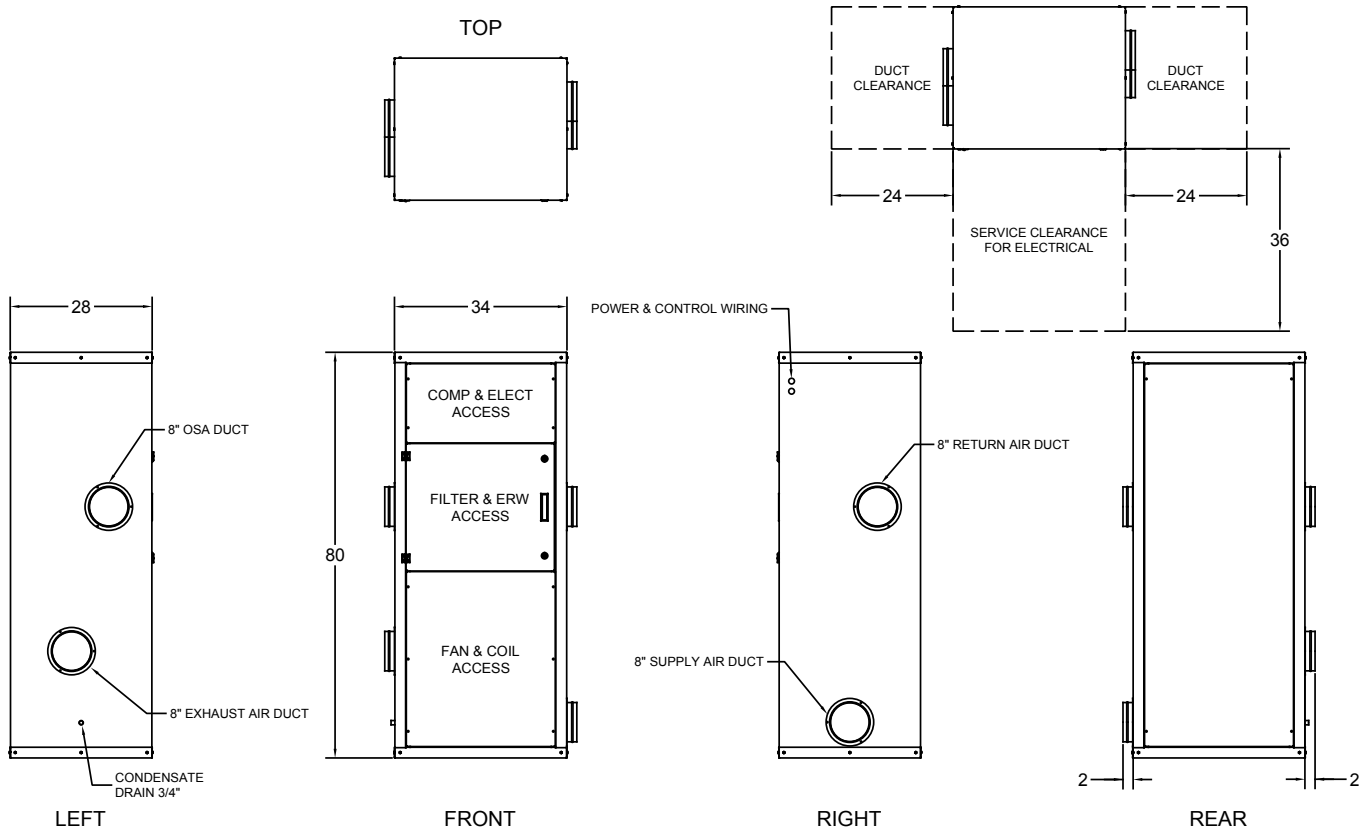 TOP
DUCT
CLEARANCE
DUCT
CLEARANCE
24
24
SERVICE CLEARANCE
FOR ELECTRICAL
36
28
34
POWER & CONTROL WIRING
COMP & ELECT
ACCESS
8" OSA DUCT
8" RETURN AIR DUCT
FILTER & ERW
ACCESS
80
FAN & COIL
ACCESS
8" SUPPLY AIR DUCT
8" EXHAUST AIR DUCT
CONDENSATE
DRAIN 3/4"
2
2
LEFT
FRONT
RIGHT
REAR